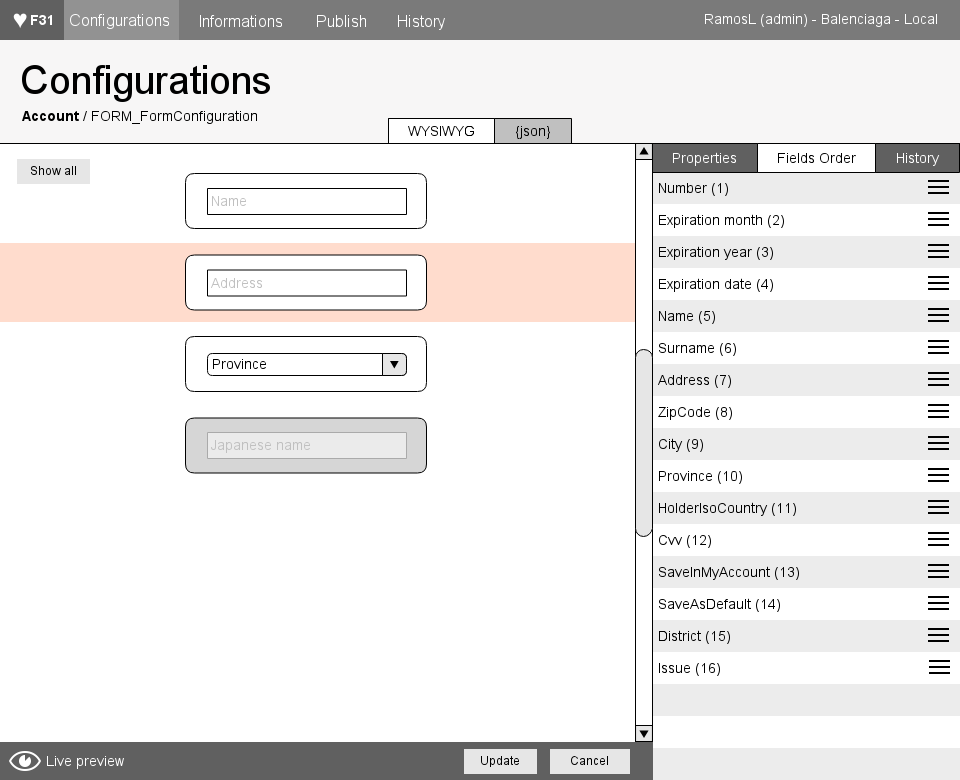 ♥ F31 Configurations Informations Publish History RamosL (admin) - Balenciaga - Local
Configurations
Account / FORM_FormConfiguration
WYSIWYG {json}
Show all
Name
Address
Province
Japanese name
Properties Fields Order History
Number (1)
Expiration month (2)
Expiration year (3)
Expiration date (4)
Name (5)
Surname (6)
Address (7)
ZipCode (8)
City (9)
Province (10)
HolderIsoCountry (11)
Cvv (12)
SaveInMyAccount (13)
SaveAsDefault (14)
District (15)
Issue (16)
Live preview Update Cancel